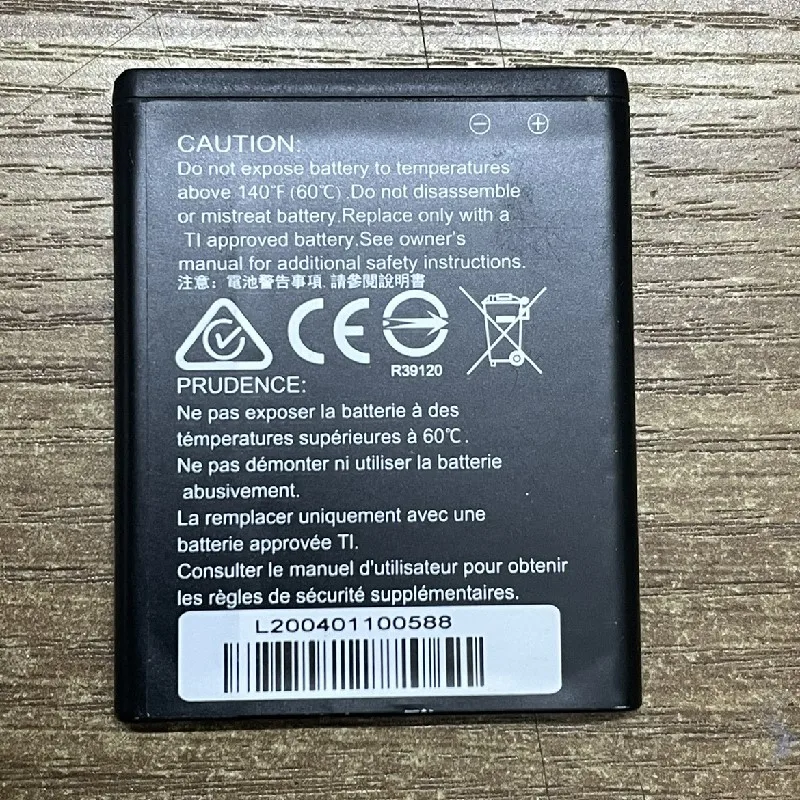 ⊖ ⊕
CAUTION:
Do not expose battery to temperatures
above 140°F (60℃) .Do not disassemble
or mistreat battery.Replace only with a
TI approved battery.See owner's
manual for additional safety instructions.
注意：電池警告事項,請參閱說明書
CE
R39120
PRUDENCE:
Ne pas exposer la batterie à des
témperatures supérieures à 60℃.
Ne pas démonter ni utiliser la batterie
abusivement.
La remplacer uniquement avec une
batterie approvée TI.
Consulter le manuel d'utilisateur pour obtenir
les règles de sécurité supplémentaires.
L200401100588